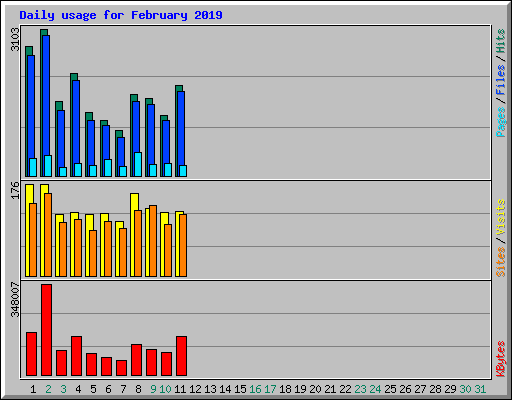 Daily usage for February 2019
3103
Pages / Files / Hits
176
Sites / Visits
348007
KBytes
1 2 3 4 5 6 7 8 9 10 11 12 13 14 15 16 17 18 19 20 21 22 23 24 25 26 27 28 29 30 31